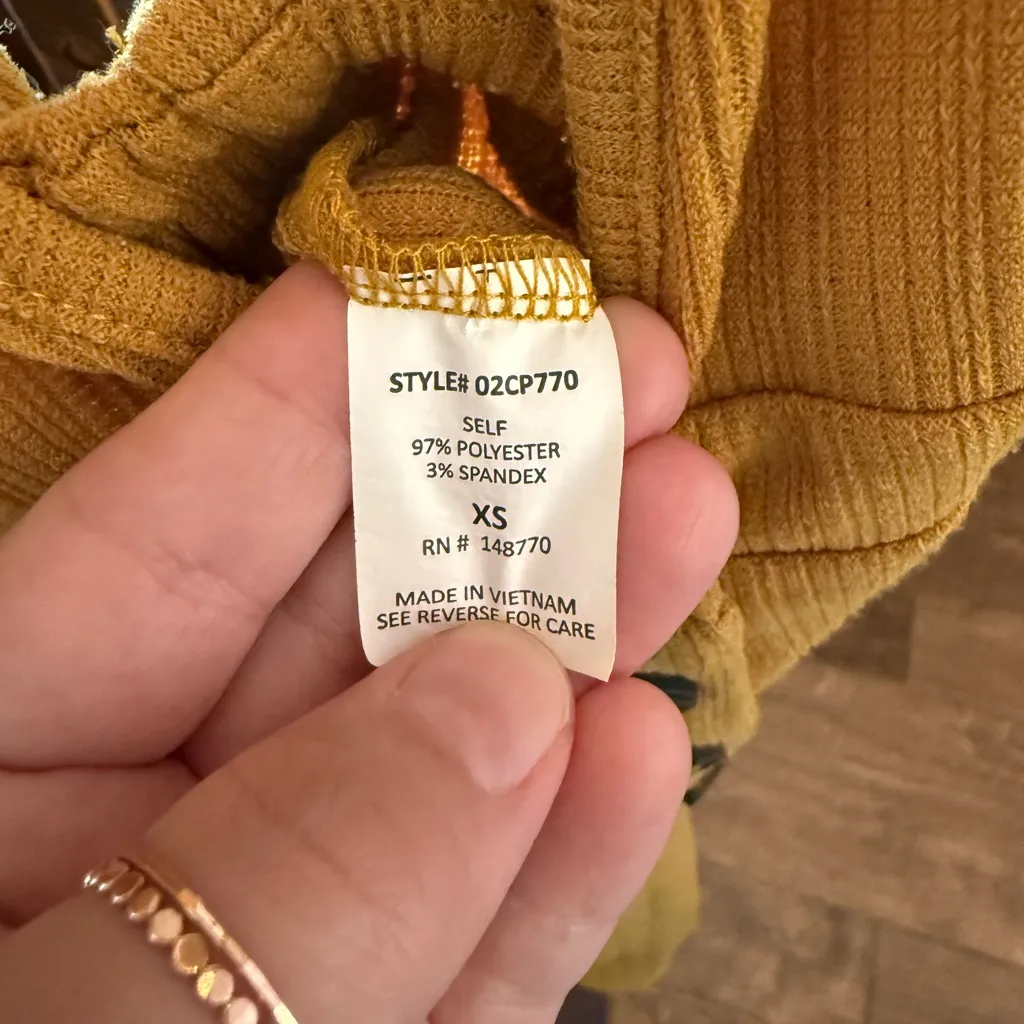 STYLE# 02CP770
SELF
97% POLYESTER
3% SPANDEX
XS
RN # 148770
MADE IN VIETNAM
SEE REVERSE FOR CARE